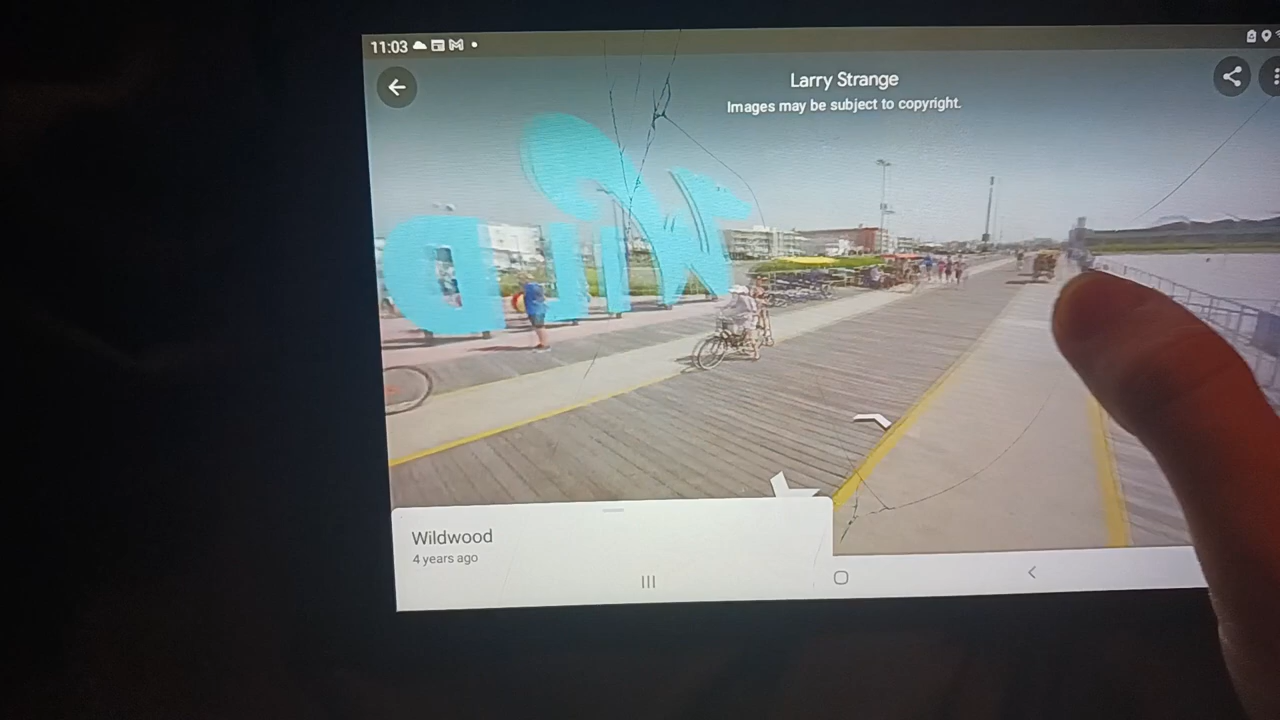 11:03
Larry Strange
Images may be subject to copyright.
Wildwood
4 years ago